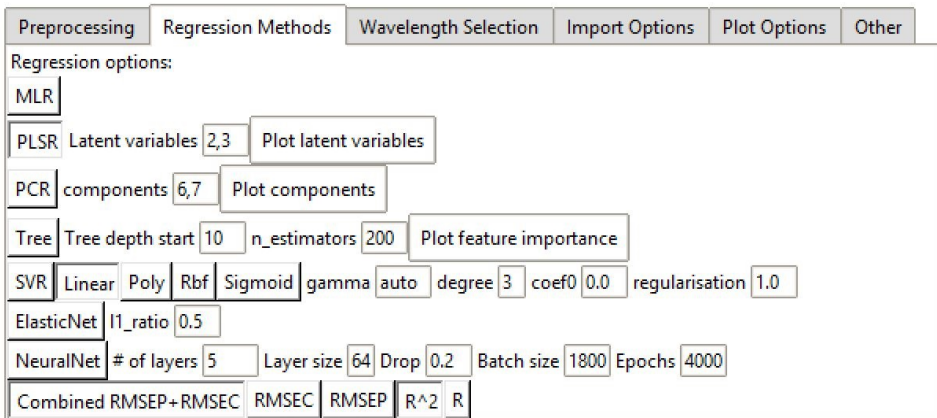 Preprocessing Regression Methods Wavelength Selection Import Options Plot Options Other
Regression options:
MLR
PLSR Latent variables 2,3 Plot latent variables
PCR components 6,7 Plot components
Tree Tree depth start 10 n_estimators 200 Plot feature importance
SVR Linear Poly Rbf Sigmoid gamma auto degree 3 coef0 0.0 regularisation 1.0
ElasticNet l1_ratio 0.5
NeuralNet # of layers 5 Layer size 64 Drop 0.2 Batch size 1800 Epochs 4000
Combined RMSEP+RMSEC RMSEC RMSEP R^2 R